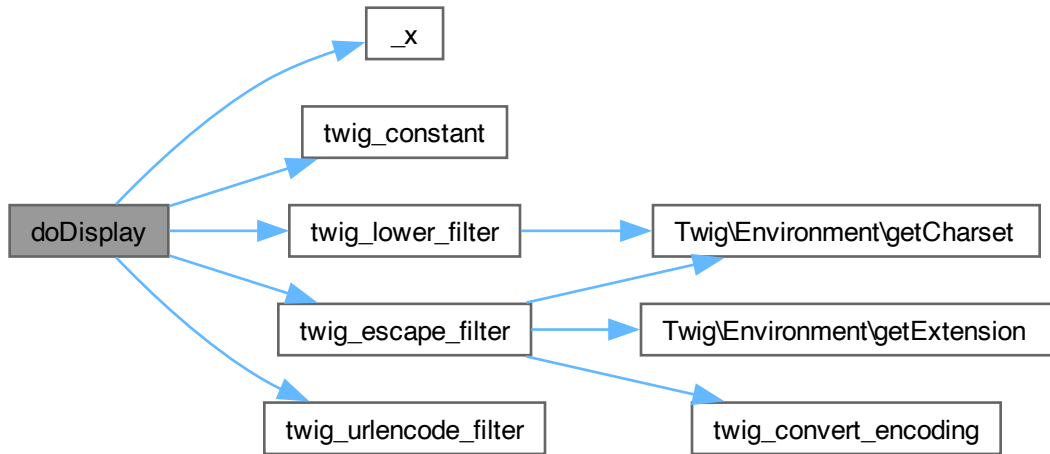 _x
twig_constant
doDisplay
twig_lower_filter
Twig\Environment\getCharset
twig_escape_filter
Twig\Environment\getExtension
twig_urlencode_filter
twig_convert_encoding